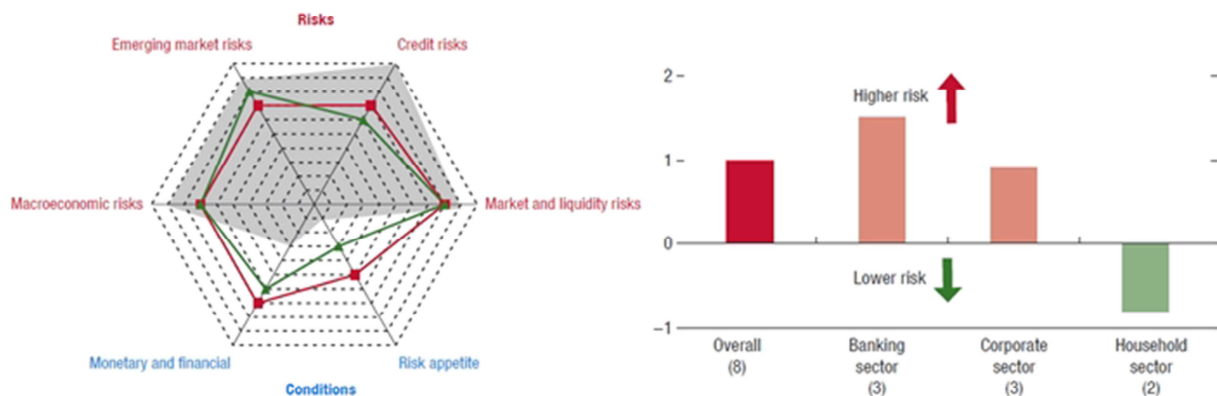 Risks
Emerging market risks
Credit risks
Macroeconomic risks
Market and liquidity risks
Monetary and financial
Risk appetite
Conditions
2
Higher risk
1
0
Lower risk
−1
Overall
(8)
Banking
sector
(3)
Corporate
sector
(3)
Household
sector
(2)